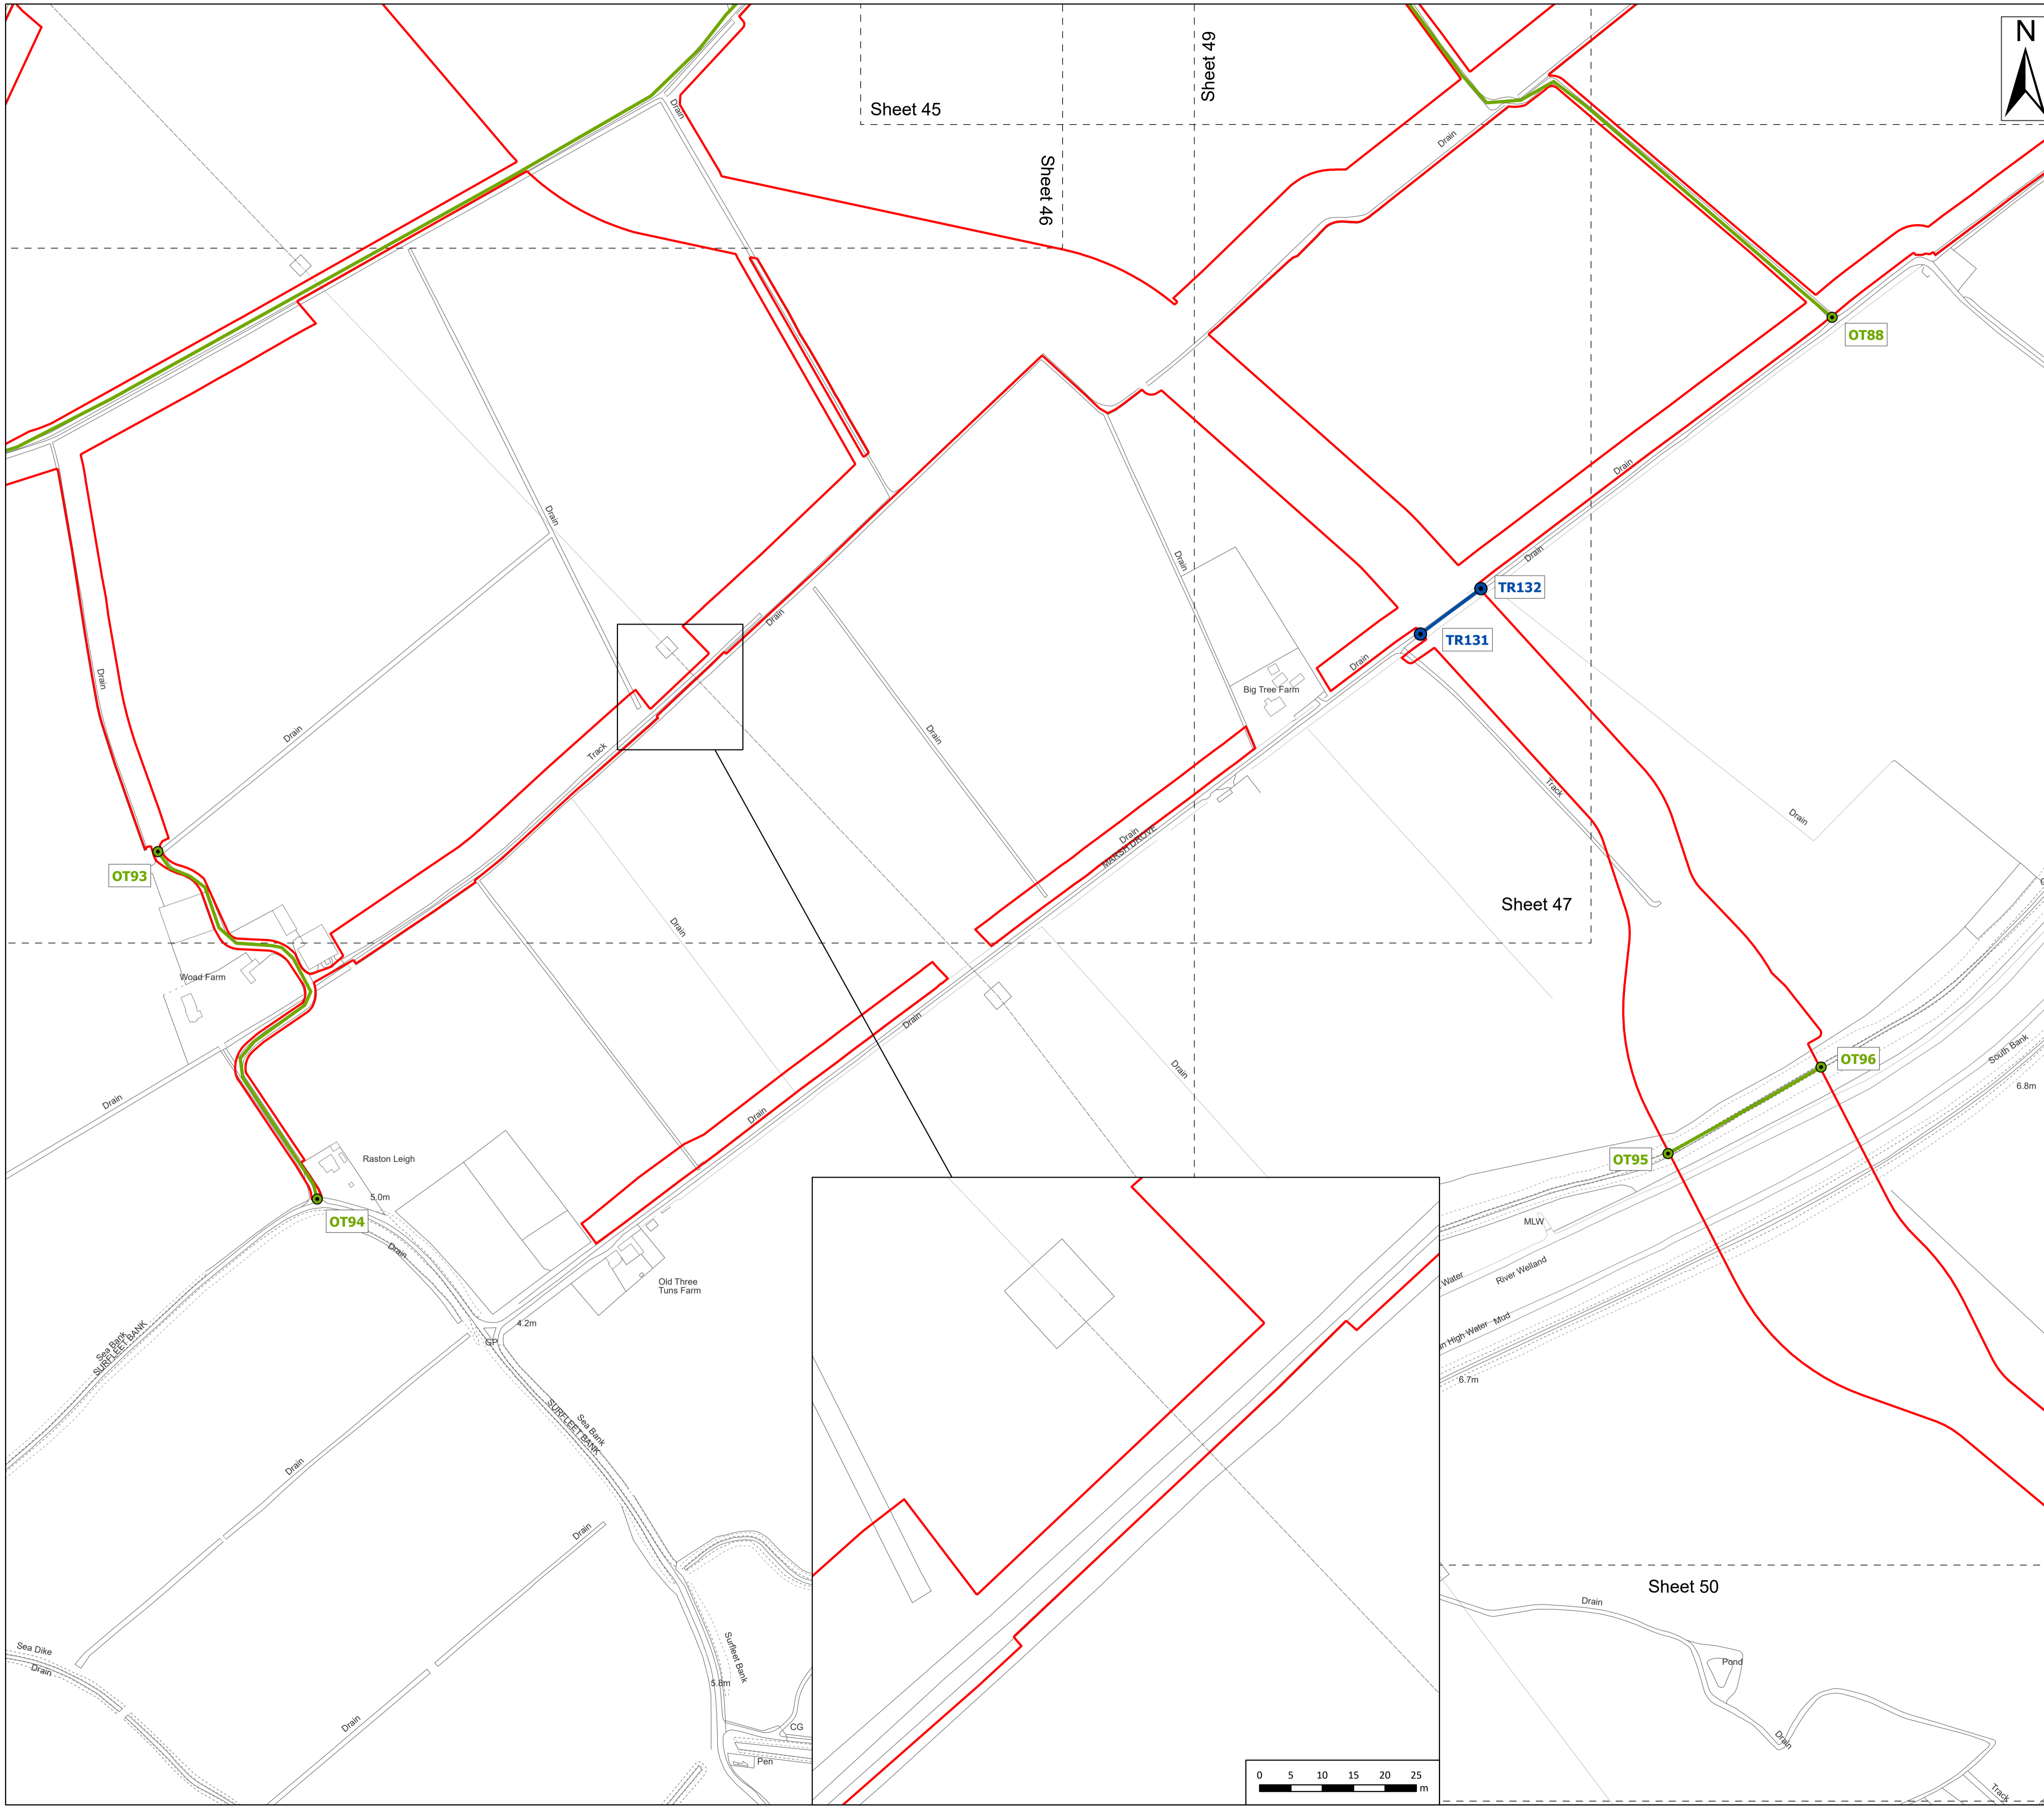 N
Sheet 49
Sheet 45
Drain
Drain
Sheet 46
OT88
Drain
Drain
Drain
Drain
TR132
Drain
TR131
Drain
Drain
Big Tree Farm
Drain
Drain
Track
Drain
Track
Drain
Drain
MARSH DROVE
OT93
Sheet 47
Drain
Woad Farm
Drain
South Bank
OT96
6.8m
Drain
Drain
Drain
Raston Leigh
OT95
5.0m
OT94
MLW
Drain
Old Three
Tuns Farm
Water
River Welland
4.2m
GP
Sea Bank
SURFLEET BANK
n High Water
Mud
6.7m
Sea Bank
SURFLEET BANK
Drain
Drain
Sheet 50
Drain
Sea Dike
Drain
Surfleet Bank
Pond
5.8m
Drain
CG
Pen
Drain
Track
0 5 10 15 20 25
m